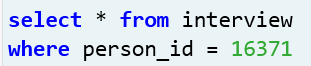 select * from interview
where person_id = 16371